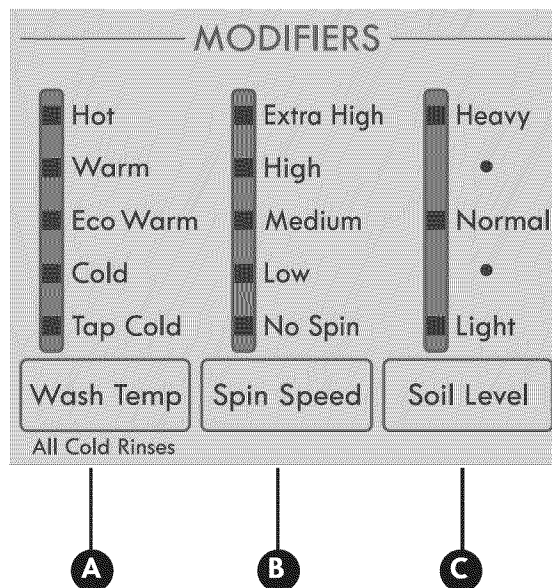 MODIFIERS
Hot Extra High Heavy
Warm High •
Eco Warm Medium Normal
Cold Low •
Tap Cold No Spin Light
Wash Temp Spin Speed Soil Level
All Cold Rinses
A B C